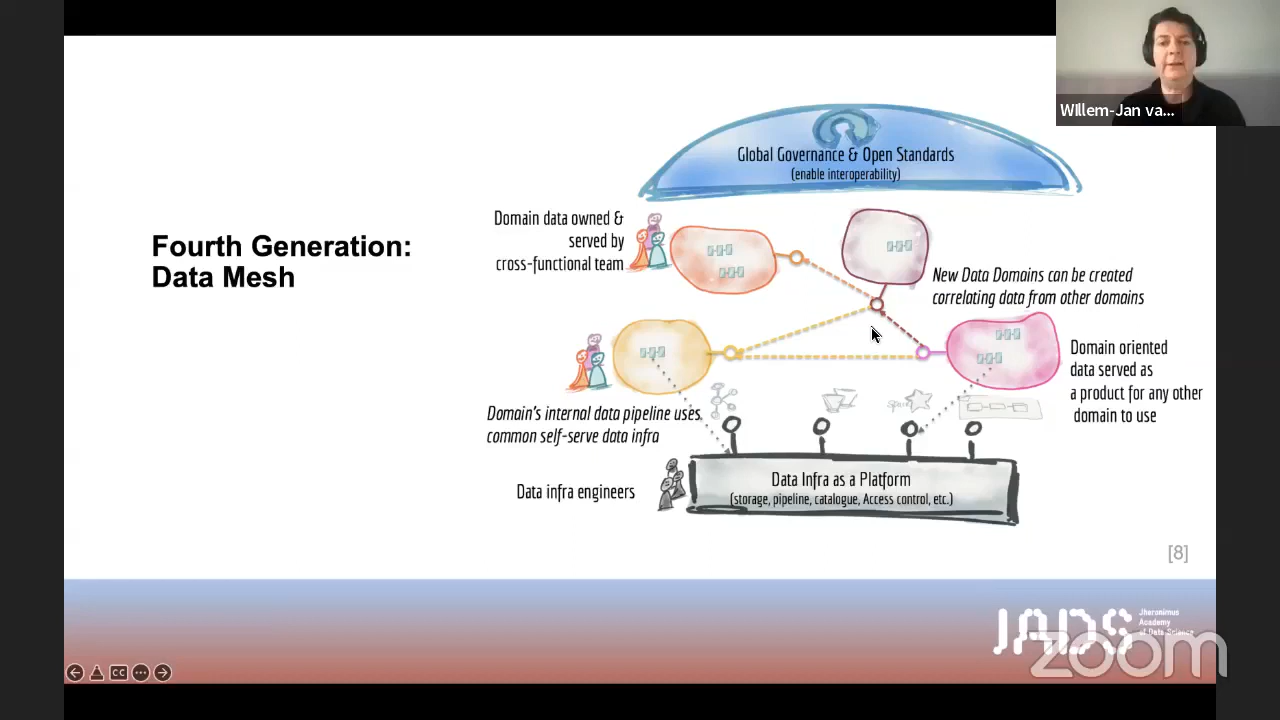 WIllem-Jan va...
Global Governance & Open Standards
(enable interoperability)
Domain data owned &
served by
cross-functional team
Fourth Generation:
Data Mesh
New Data Domains can be created
correlating data from other domains
Domain oriented
data served as
a product for any other
domain to use
Domain's internal data pipeline uses
common self-serve data infra
Data infra engineers
Data Infra as a Platform
(storage, pipeline, catalogue, Access control, etc.)
[8]
JADS
Jheronimus
Academy
of Data Science
zoom
CC